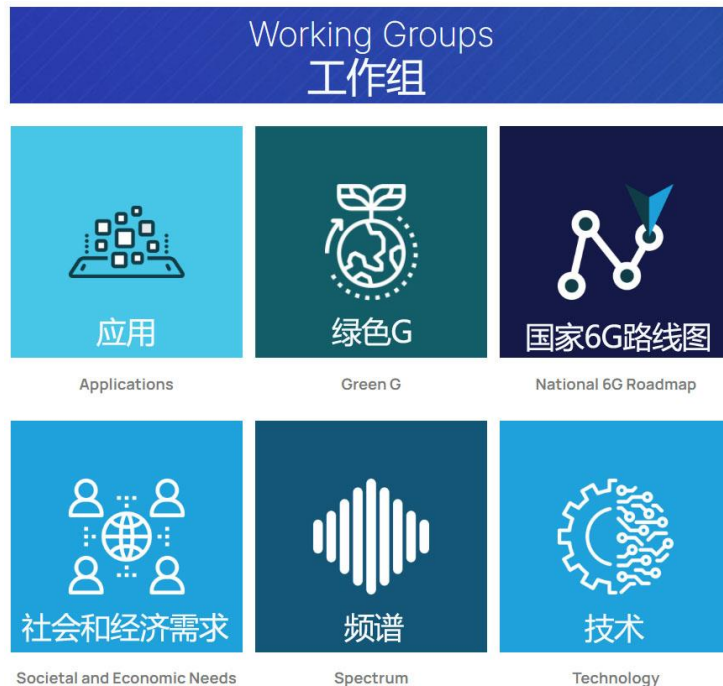 Working Groups
工作组
应用
绿色G
国家6G路线图
Applications
Green G
National 6G Roadmap
社会和经济需求
频谱
技术
Societal and Economic Needs
Spectrum
Technology